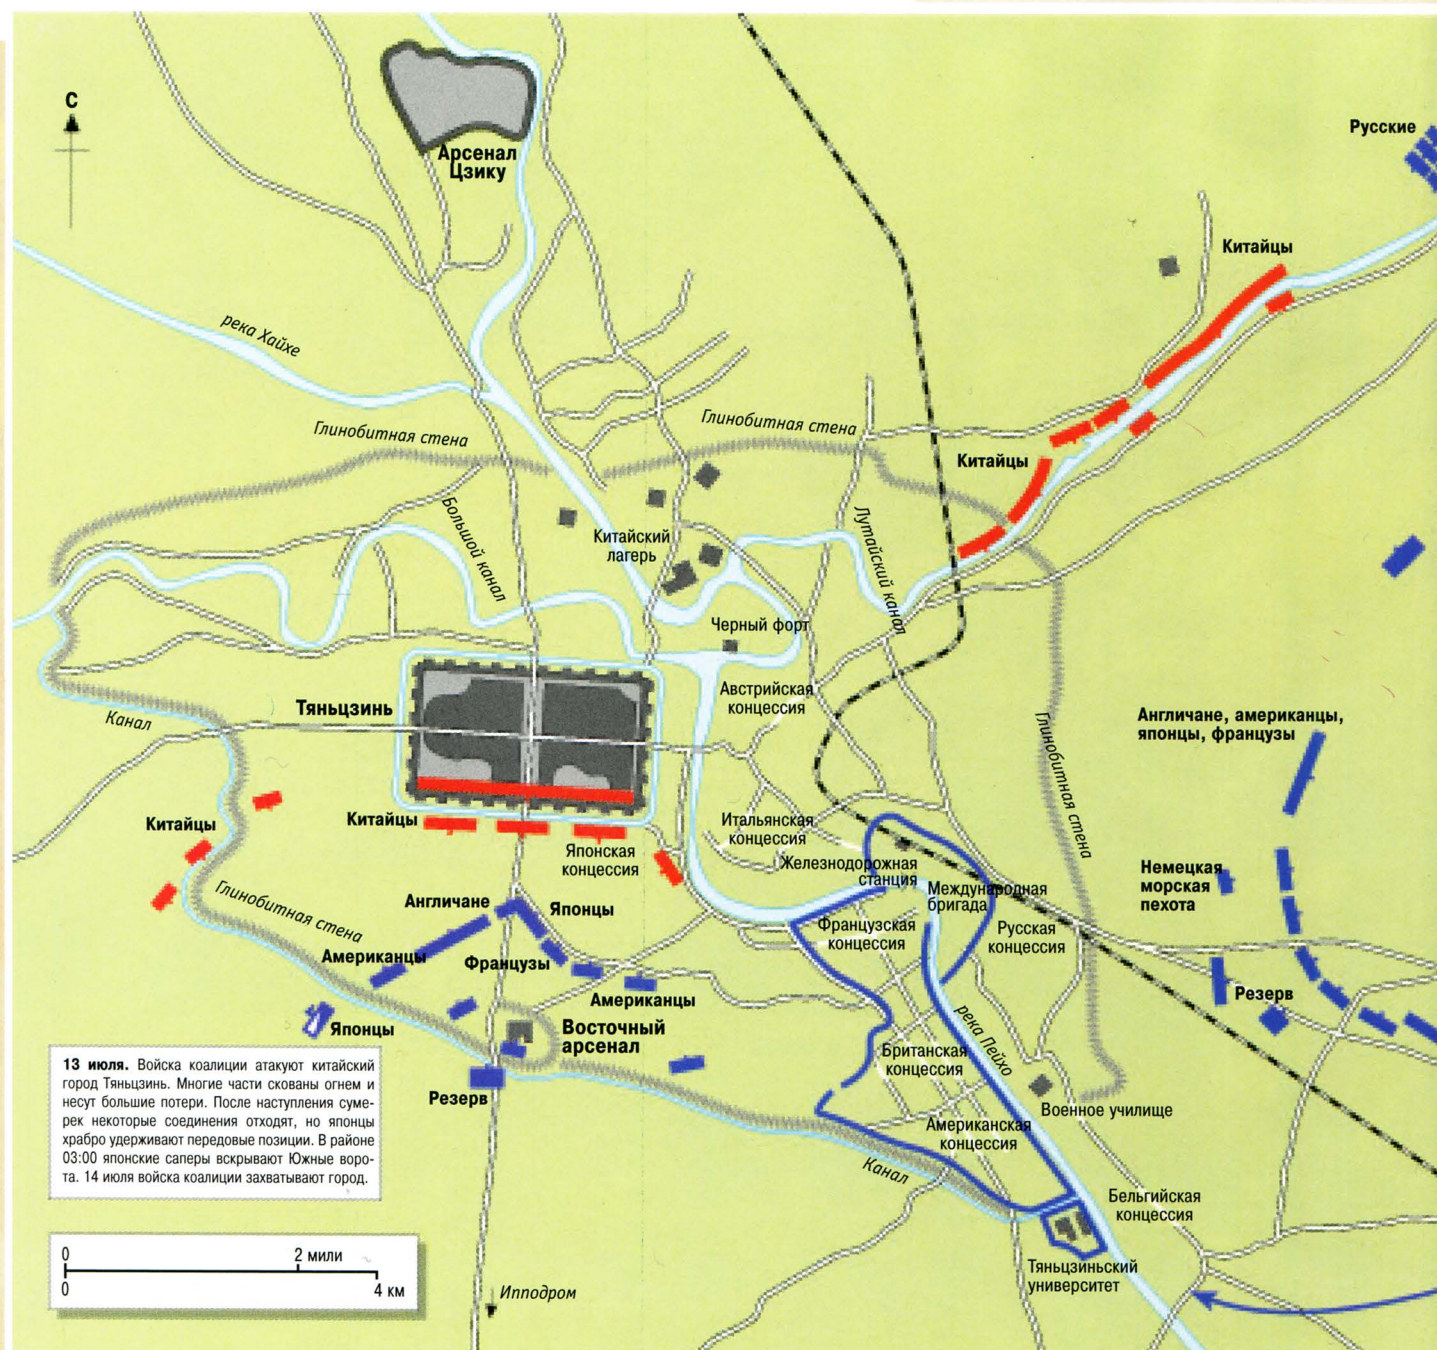 С
Арсенал
Цзику
Русские
Китайцы
река Хайхе
Глинобитная стена
Глинобитная стена
Китайцы
Большой канал
Китайский
лагерь
Лутайский канал
Черный форт
Австрийская
концессия
Тяньцзинь
Канал
Глинобитная стена
Англичане, американцы,
японцы, французы
Китайцы
Китайцы
Японская
концессия
Итальянская
концессия
Железнодорожная
станция
Международная
бригада
Немецкая
морская
пехота
Глинобитная стена
Англичане
Японцы
Французская
концессия
Русская
концессия
Американцы
Французы
Американцы
Резерв
Японцы
Восточный
арсенал
река Пейхо
Британская
концессия
Резерв
Военное училище
Американская
концессия
Канал
Бельгийская
концессия
Тяньцзиньский
университет
Ипподром
13 июля. Войска коалиции атакуют китайский
город Тяньцзинь. Многие части скованы огнем и
несут большие потери. После наступления суме-
рек некоторые соединения отходят, но японцы
храбро удерживают передовые позиции. В районе
03:00 японские саперы вскрывают Южные воро-
та. 14 июля войска коалиции захватывают город.
0 2 мили
0 4 км